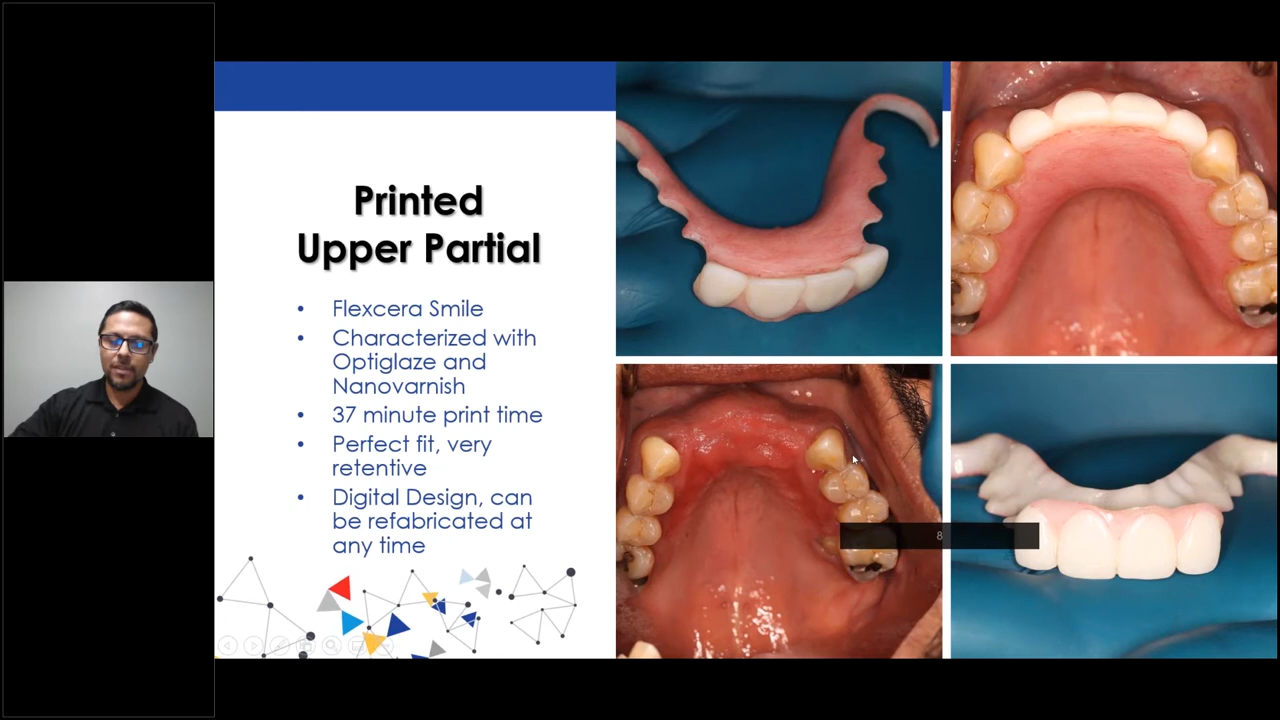 Printed
Upper Partial
• Flexcera Smile
• Characterized with
Optiglaze and
Nanovarnish
• 37 minute print time
• Perfect fit, very
retentive
• Digital Design, can
be refabricated at
any time
8